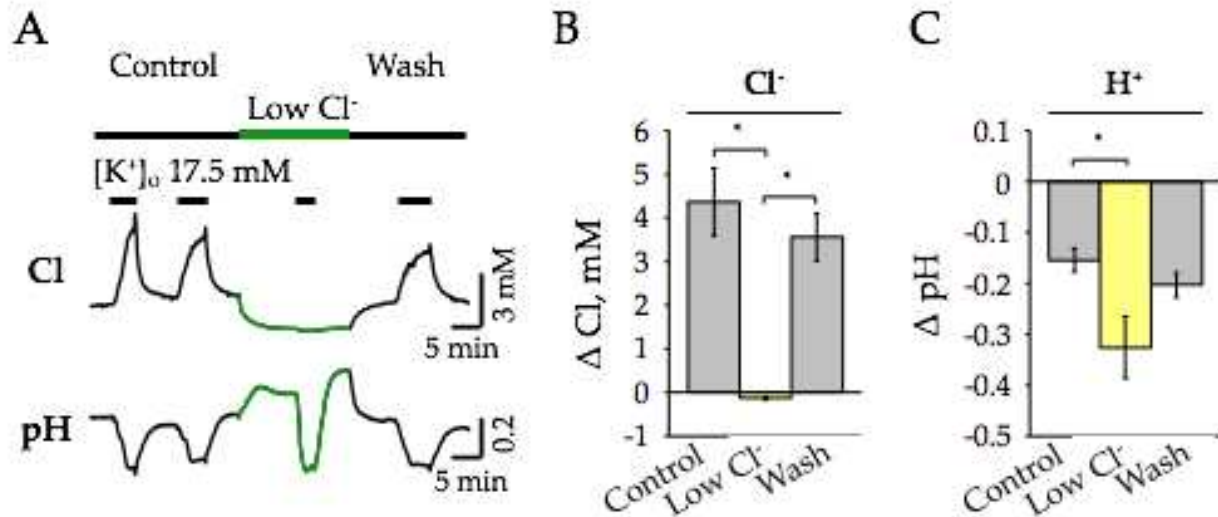 A
Control
Wash
Low Cl⁻
[K⁺]ₒ 17.5 mM
Cl
3 mM
5 min
pH
0.2
5 min
B
Cl⁻
*
*
6
5
4
3
2
1
0
-1
Δ Cl, mM
Control
Low Cl⁻
Wash
C
H⁺
*
0.1
0
-0.1
-0.2
-0.3
-0.4
-0.5
Δ pH
Control
Low Cl⁻
Wash